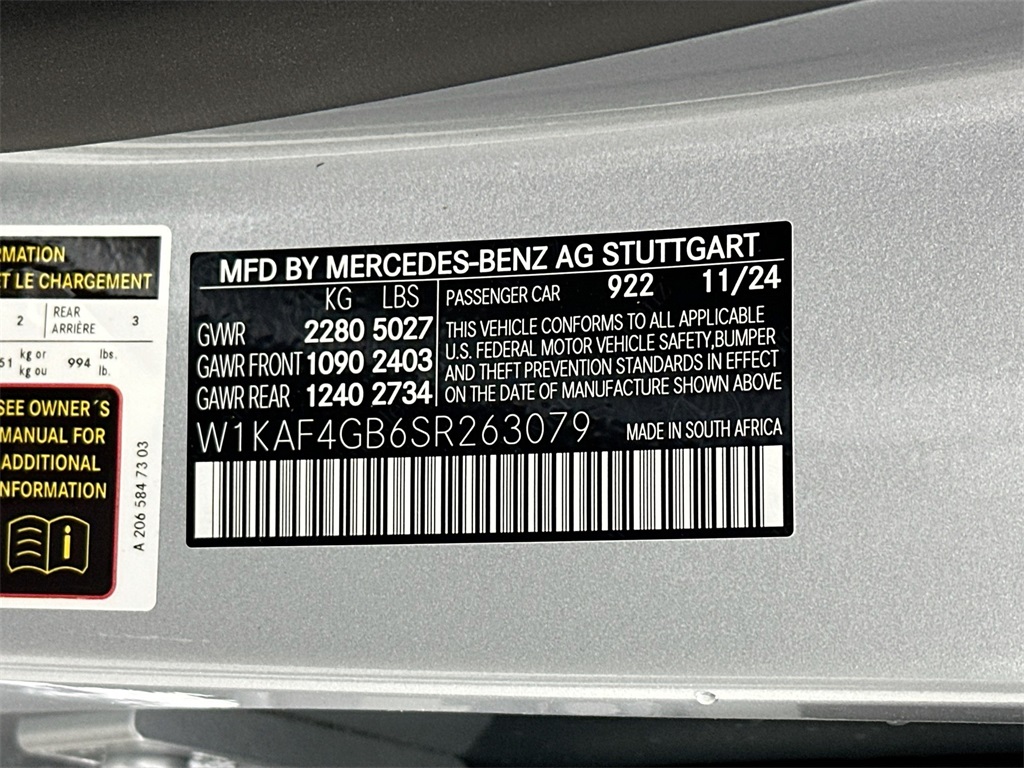 RMATION
ET LE CHARGEMENT
2 REAR ARRIÈRE 3
51 kg or kg ou 994 lbs. lb.
SEE OWNER´S
MANUAL FOR
ADDITIONAL
NFORMATION
A 206 584 73 03
MFD BY MERCEDES-BENZ AG STUTTGART
KG LBS
GVWR 2280 5027
GAWR FRONT 1090 2403
GAWR REAR 1240 2734
PASSENGER CAR 922 11/24
THIS VEHICLE CONFORMS TO ALL APPLICABLE
U.S. FEDERAL MOTOR VEHICLE SAFETY,BUMPER
AND THEFT PREVENTION STANDARDS IN EFFECT
ON THE DATE OF MANUFACTURE SHOWN ABOVE
W1KAF4GB6SR263079 MADE IN SOUTH AFRICA